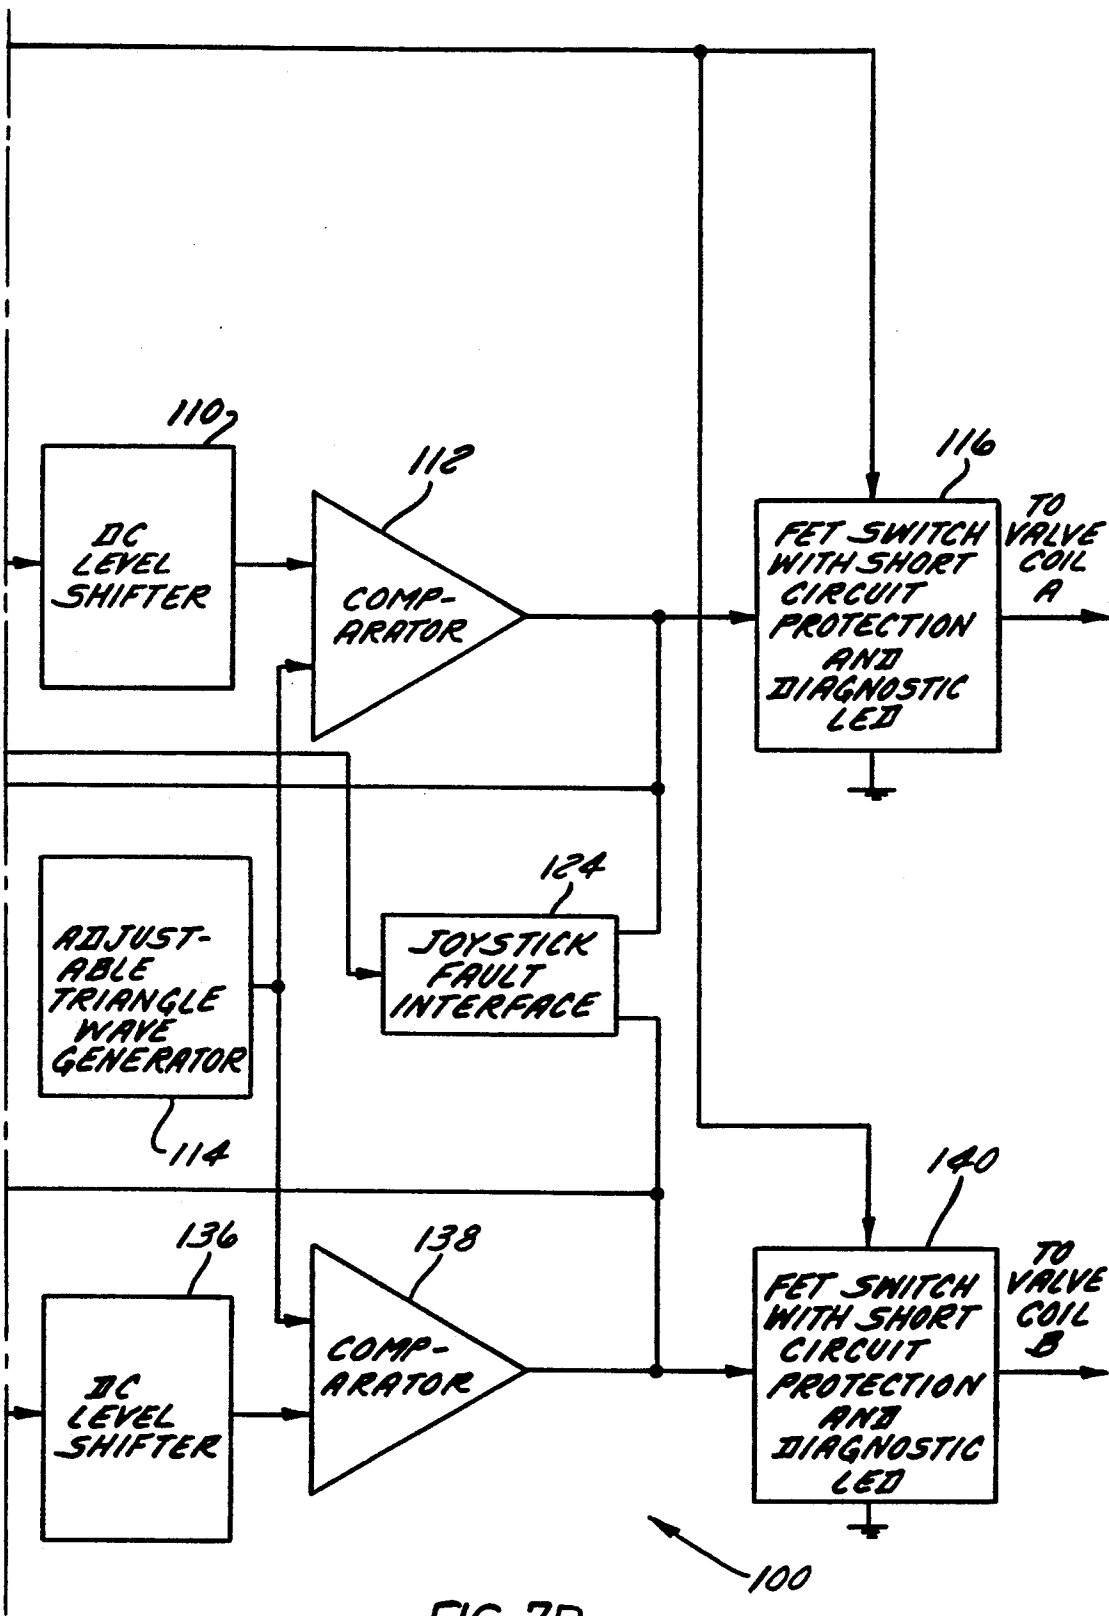 110
DC
LEVEL
SHIFTER
112
COMP-
ARATOR
116
FET SWITCH
WITH SHORT
CIRCUIT
PROTECTION
AND
DIAGNOSTIC
LED
TO
VALVE
COIL
A
ADJUST-
ABLE
TRIANGLE
WAVE
GENERATOR
114
124
JOYSTICK
FAULT
INTERFACE
136
DC
LEVEL
SHIFTER
138
COMP-
ARATOR
140
FET SWITCH
WITH SHORT
CIRCUIT
PROTECTION
AND
DIAGNOSTIC
LED
TO
VALVE
COIL
B
100
FIG. 7B